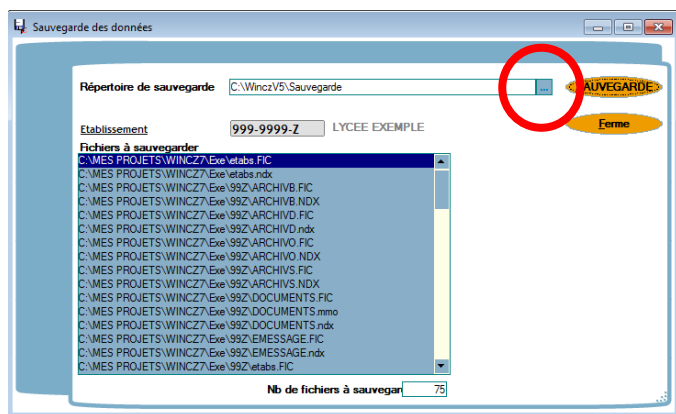 Sauvegarde des données
Répertoire de sauvegarde C:\WinczV5\Sauvegarde ... SAUVEGARDE
Etablissement 999-9999-Z LYCEE EXEMPLE Ferme
Fichiers à sauvegarder
C:\MES PROJETS\WINCZ7\Exe\etabs.FIC
C:\MES PROJETS\WINCZ7\Exe\etabs.ndx
C:\MES PROJETS\WINCZ7\Exe\99Z\ARCHIVB.FIC
C:\MES PROJETS\WINCZ7\Exe\99Z\ARCHIVB.NDX
C:\MES PROJETS\WINCZ7\Exe\99Z\ARCHIVD.FIC
C:\MES PROJETS\WINCZ7\Exe\99Z\ARCHIVD.ndx
C:\MES PROJETS\WINCZ7\Exe\99Z\ARCHIVO.FIC
C:\MES PROJETS\WINCZ7\Exe\99Z\ARCHIVO.NDX
C:\MES PROJETS\WINCZ7\Exe\99Z\ARCHIVS.FIC
C:\MES PROJETS\WINCZ7\Exe\99Z\ARCHIVS.NDX
C:\MES PROJETS\WINCZ7\Exe\99Z\DOCUMENTS.FIC
C:\MES PROJETS\WINCZ7\Exe\99Z\DOCUMENTS.mmo
C:\MES PROJETS\WINCZ7\Exe\99Z\DOCUMENTS.ndx
C:\MES PROJETS\WINCZ7\Exe\99Z\EMESSAGE.FIC
C:\MES PROJETS\WINCZ7\Exe\99Z\EMESSAGE.ndx
C:\MES PROJETS\WINCZ7\Exe\99Z\etabs.FIC
Nb de fichiers à sauvegar 75